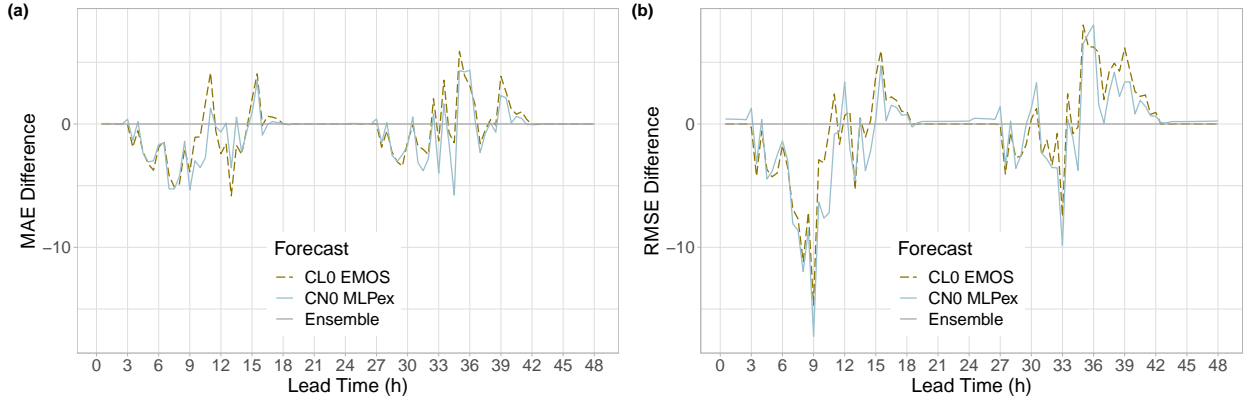 (a)
MAE Difference
0
−10
Forecast
CL0 EMOS
CN0 MLPex
Ensemble
0 3 6 9 12 15 18 21 24 27 30 33 36 39 42 45 48
Lead Time (h)
(b)
RMSE Difference
0
−10
Forecast
CL0 EMOS
CN0 MLPex
Ensemble
0 3 6 9 12 15 18 21 24 27 30 33 36 39 42 45 48
Lead Time (h)